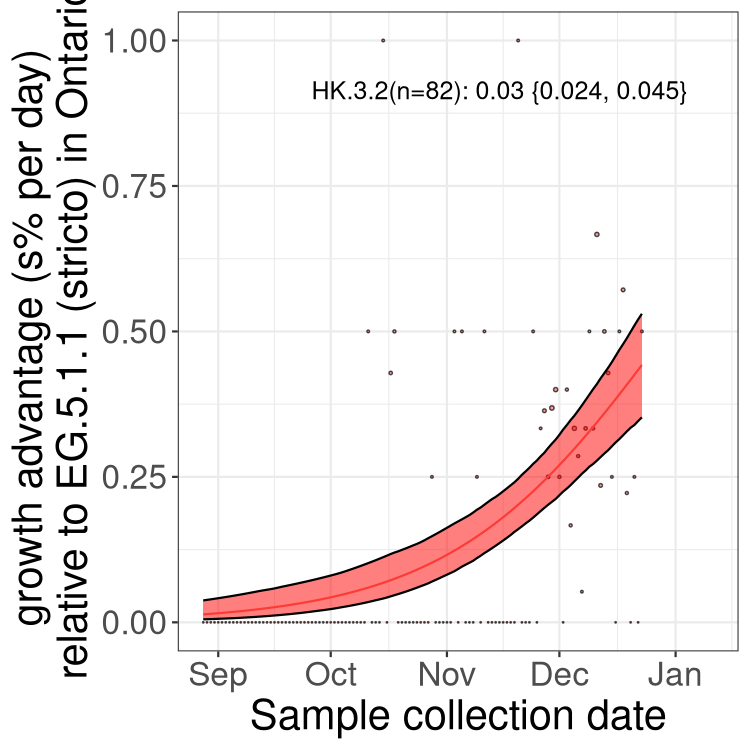 growth advantage (s% per day)
relative to EG.5.1.1 (stricto) in Ontario
1.00
0.75
0.50
0.25
0.00
HK.3.2(n=82): 0.03 {0.024, 0.045}
Sep Oct Nov Dec Jan
Sample collection date